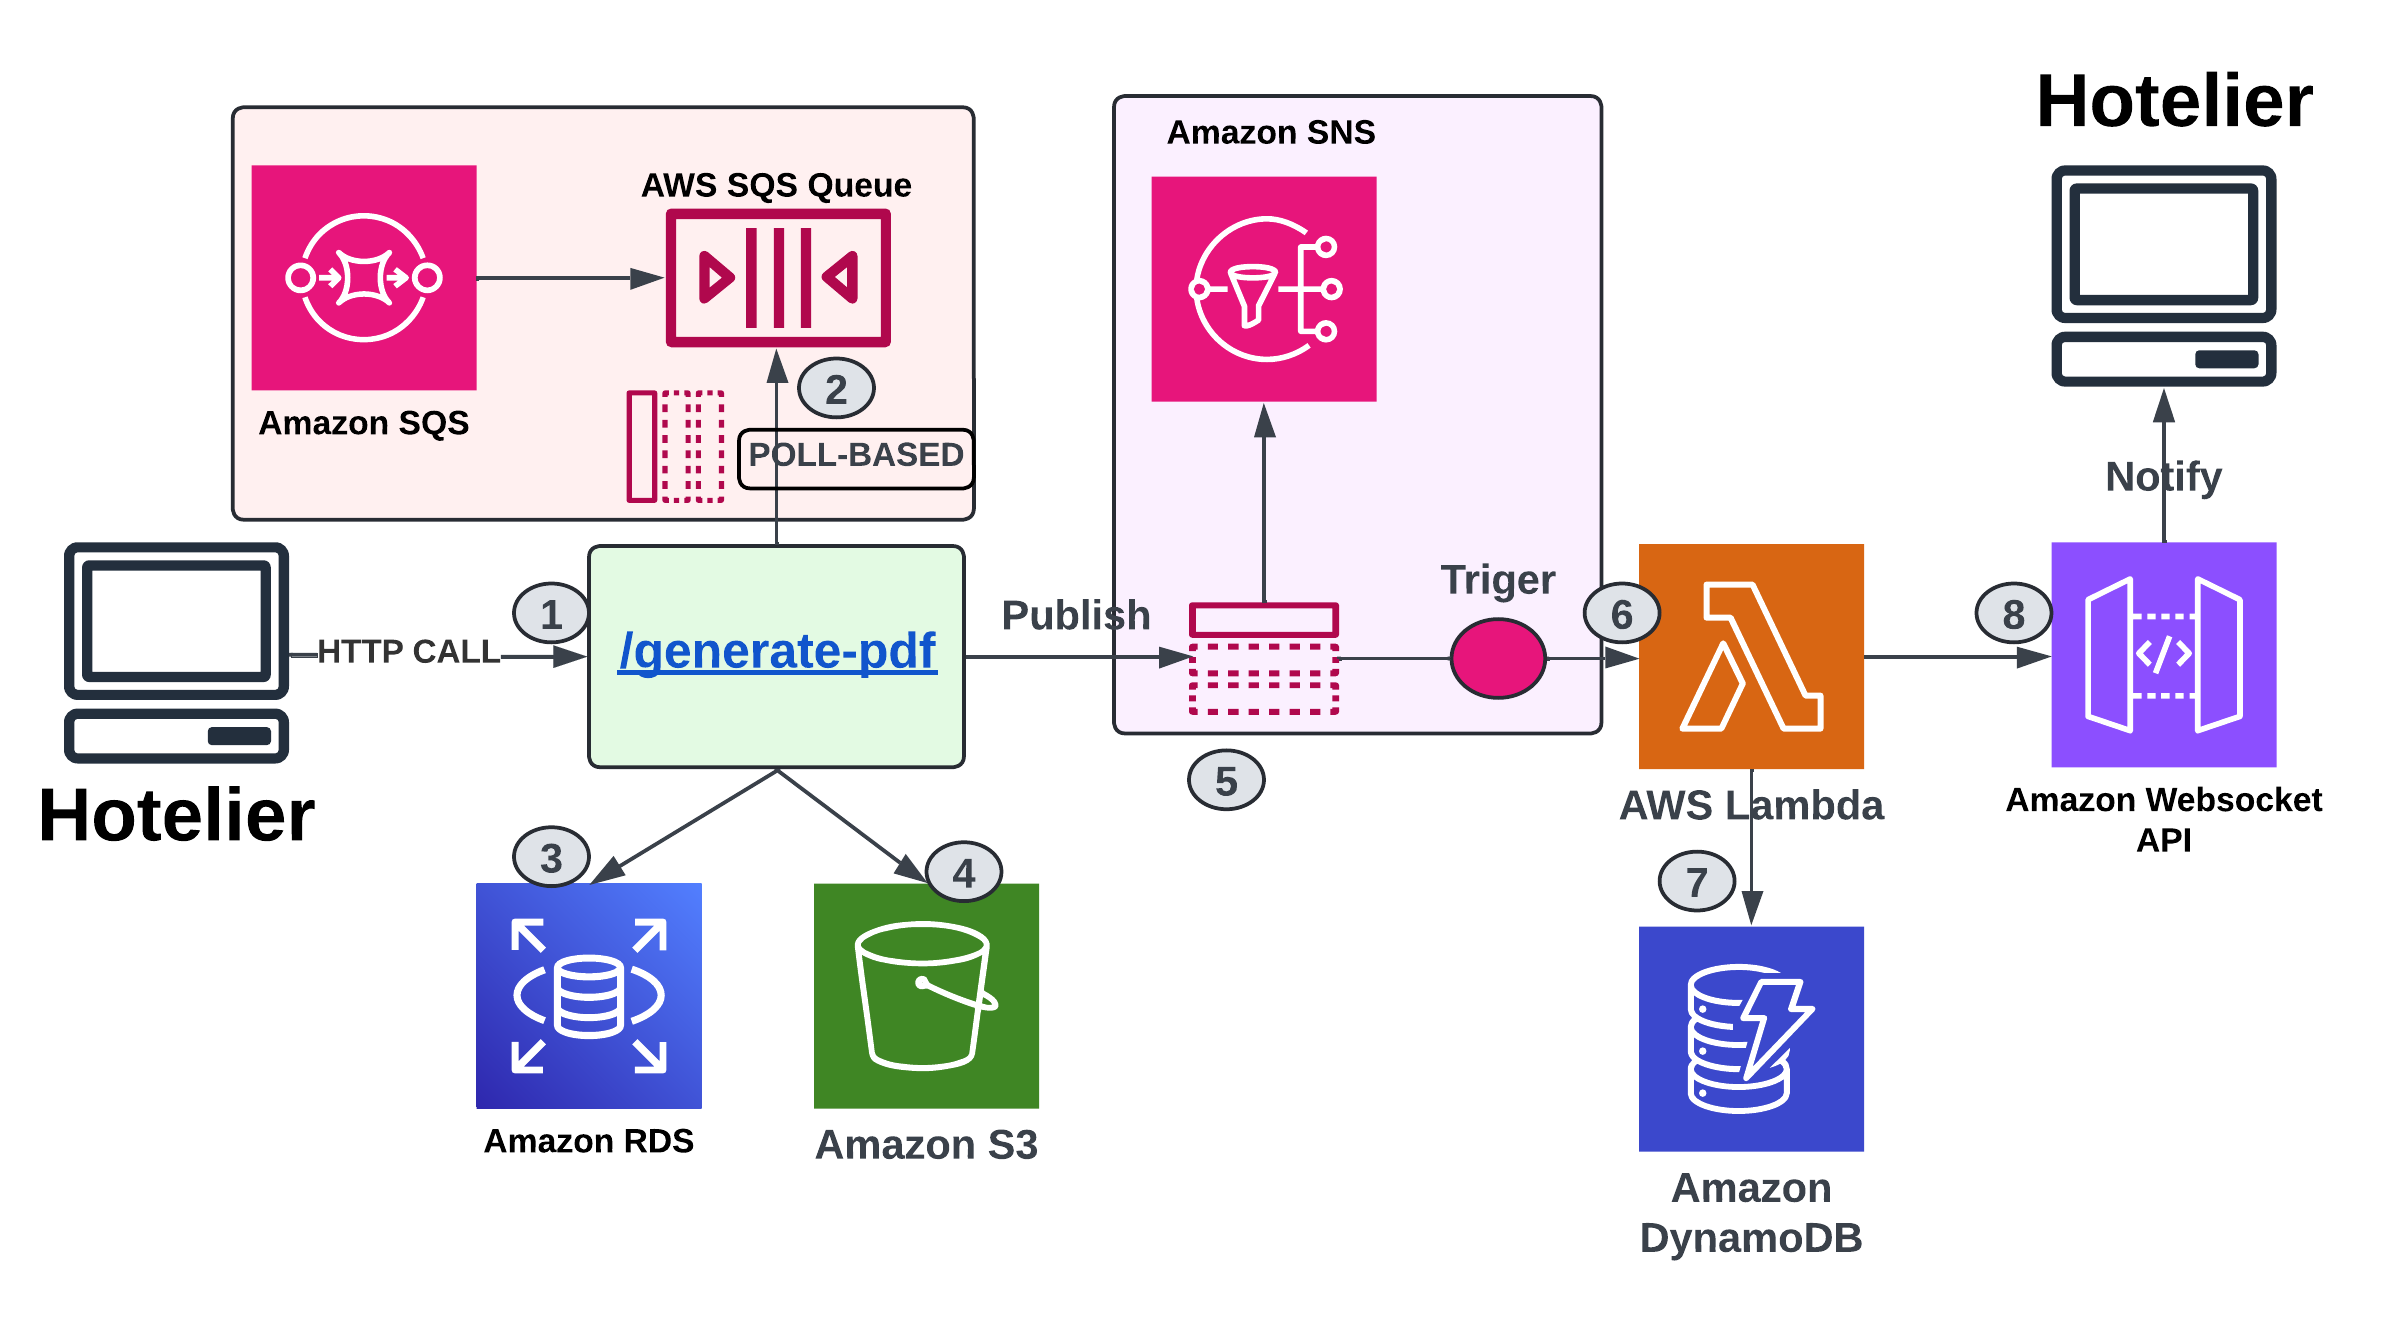 Hotelier
Amazon SNS
AWS SQS Queue
2
Amazon SQS
POLL-BASED
Notify
Triger
1
Publish
6
8
HTTP CALL
/generate-pdf
5
Hotelier
AWS Lambda
Amazon Websocket
API
3
4
7
Amazon RDS
Amazon S3
Amazon
DynamoDB